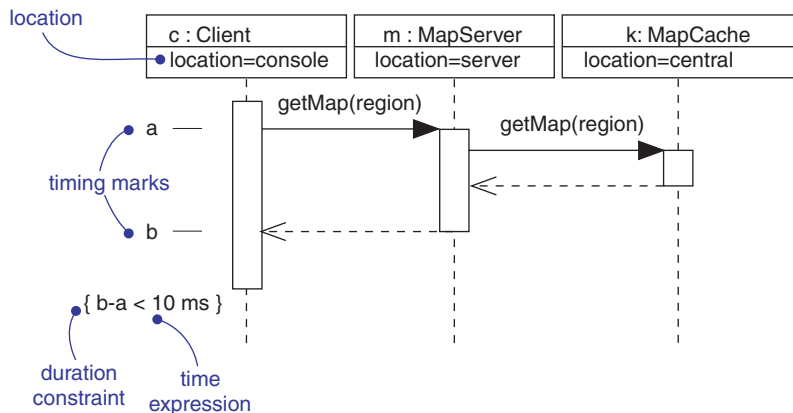 location
c : Client
m : MapServer
k: MapCache
location=console
location=server
location=central
getMap(region)
getMap(region)
a
timing marks
b
{ b-a < 10 ms }
duration
constraint
time
expression